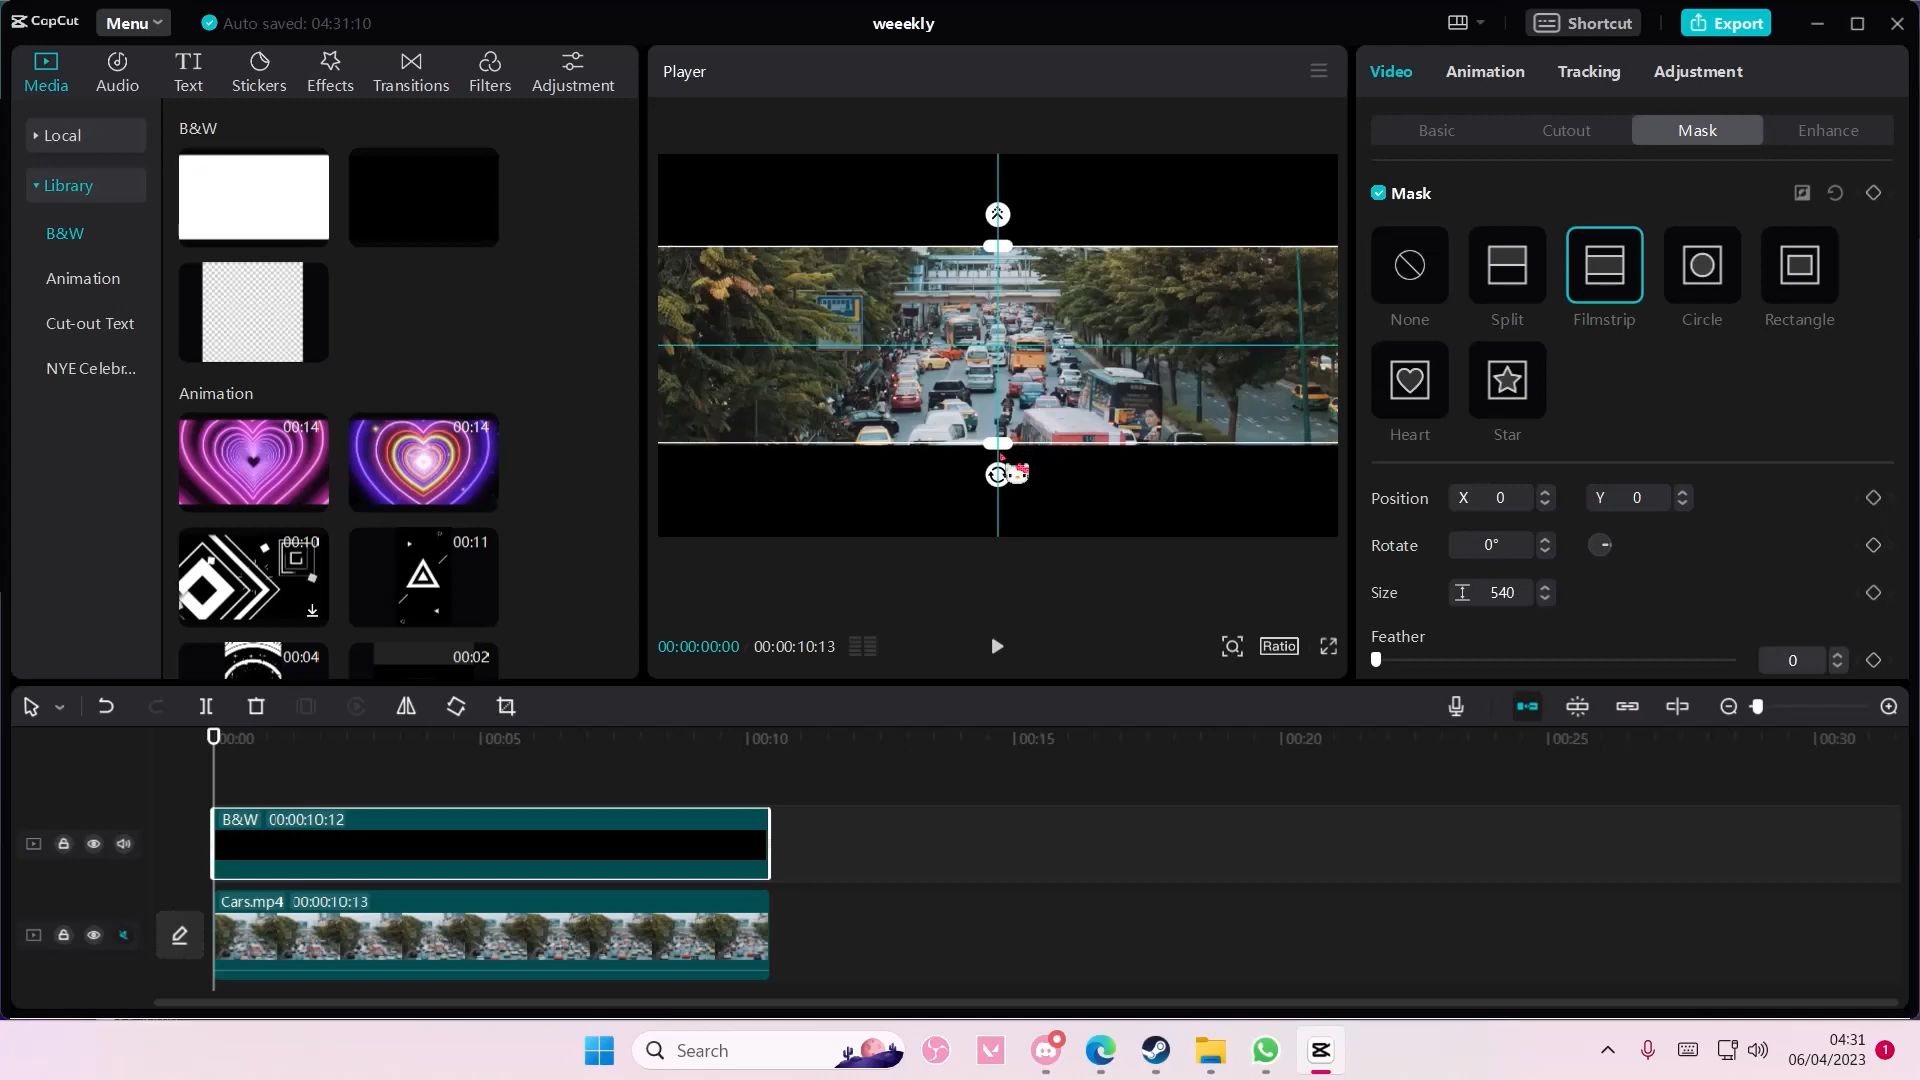 CapCut
Menu
Auto saved: 04:31:10
weeekly
Shortcut
Export
Media
Audio
TI
Text
Stickers
Effects
Transitions
Filters
Adjustment
Player
Video
Animation
Tracking
Adjustment
Local
Library
B&W
Animation
Cut-out Text
NYE Celebr...
B&W
Animation
00:14
00:14
00:10
00:11
00:04
00:02
Basic
Cutout
Mask
Enhance
Mask
None
Split
Filmstrip
Circle
Rectangle
Heart
Star
Position X 0 Y 0
Rotate 0°
Size 540
Feather
0
00:00:00:00 00:00:10:13
Ratio
00:00
00:05
00:10
00:15
00:20
00:25
00:30
B&W 00:00:10:12
Cars.mp4 00:00:10:13
Search
04:31
06/04/2023
1